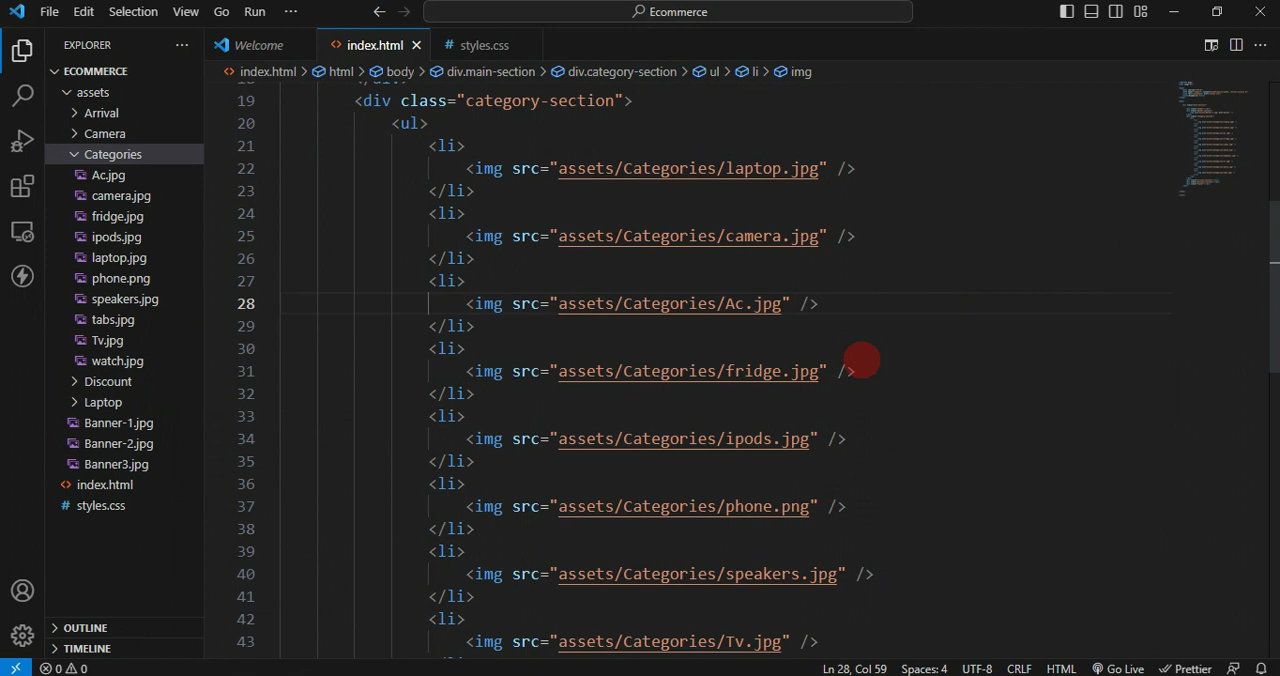 File Edit Selection View Go Run ··· Ecommerce
EXPLORER ···
Welcome index.html styles.css
index.html > html > body > div.main-section > div.category-section > ul > li > img
ECOMMERCE
assets
Arrival
Camera
Categories
Ac.jpg
camera.jpg
fridge.jpg
ipods.jpg
laptop.jpg
phone.png
speakers.jpg
tabs.jpg
Tv.jpg
watch.jpg
Discount
Laptop
Banner-1.jpg
Banner-2.jpg
Banner3.jpg
index.html
styles.css
OUTLINE
TIMELINE
19 <div class="category-section">
20 <ul>
21 <li>
22 <img src="assets/Categories/laptop.jpg" />
23 </li>
24 <li>
25 <img src="assets/Categories/camera.jpg" />
26 </li>
27 <li>
28 <img src="assets/Categories/Ac.jpg" />
29 </li>
30 <li>
31 <img src="assets/Categories/fridge.jpg" />
32 </li>
33 <li>
34 <img src="assets/Categories/ipods.jpg" />
35 </li>
36 <li>
37 <img src="assets/Categories/phone.png" />
38 </li>
39 <li>
40 <img src="assets/Categories/speakers.jpg" />
41 </li>
42 <li>
43 <img src="assets/Categories/Tv.jpg" />
0 0 Ln 28, Col 59 Spaces: 4 UTF-8 CRLF HTML Go Live Prettier